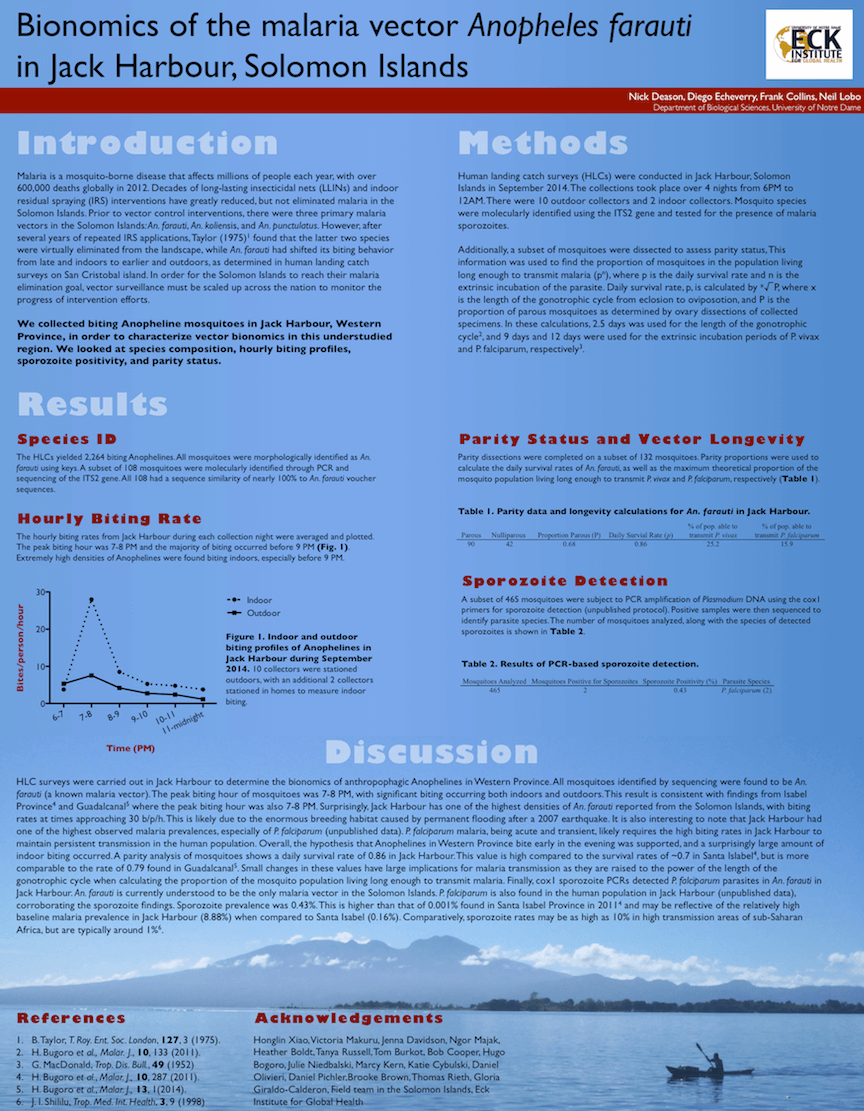 Bionomics of the malaria vector Anopheles farauti
in Jack Harbour, Solomon Islands
UNIVERSITY OF NOTRE DAME
ECK
INSTITUTE
FOR GLOBAL HEALTH
Nick Deason, Diego Echeverry, Frank Collins, Neil Lobo
Department of Biological Sciences, University of Notre Dame
Introduction
Malaria is a mosquito-borne disease that affects millions of people each year, with over
600,000 deaths globally in 2012. Decades of long-lasting insecticidal nets (LLINs) and indoor
residual spraying (IRS) interventions have greatly reduced, but not eliminated malaria in the
Solomon Islands. Prior to vector control interventions, there were three primary malaria
vectors in the Solomon Islands: An. farauti, An. koliensis, and An. punctulatus. However, after
several years of repeated IRS applications, Taylor (1975)¹ found that the latter two species
were virtually eliminated from the landscape, while An. farauti had shifted its biting behavior
from late and indoors to earlier and outdoors, as determined in human landing catch
surveys on San Cristobal island. In order for the Solomon Islands to reach their malaria
elimination goal, vector surveillance must be scaled up across the nation to monitor the
progress of intervention efforts.
We collected biting Anopheline mosquitoes in Jack Harbour, Western
Province, in order to characterize vector bionomics in this understudied
region. We looked at species composition, hourly biting profiles,
sporozoite positivity, and parity status.
Methods
Human landing catch surveys (HLCs) were conducted in Jack Harbour, Solomon
Islands in September 2014. The collections took place over 4 nights from 6PM to
12AM. There were 10 outdoor collectors and 2 indoor collectors. Mosquito species
were molecularly identified using the ITS2 gene and tested for the presence of malaria
sporozoites.
Additionally, a subset of mosquitoes were dissected to assess parity status, This
information was used to find the proportion of mosquitoes in the population living
long enough to transmit malaria (pⁿ), where p is the daily survival rate and n is the
extrinsic incubation of the parasite. Daily survival rate, p, is calculated by ˣ√P, where x
is the length of the gonotrophic cycle from eclosion to oviposotion, and P is the
proportion of parous mosquitoes as determined by ovary dissections of collected
specimens. In these calculations, 2.5 days was used for the length of the gonotrophic
cycle², and 9 days and 12 days were used for the extrinsic incubation periods of P. vivax
and P. falciparum, respectively³.
Results
Species ID
The HLCs yielded 2,264 biting Anophelines. All mosquitoes were morphologically identified as An.
farauti using keys. A subset of 108 mosquitoes were molecularly identified through PCR and
sequencing of the ITS2 gene. All 108 had a sequence similarity of nearly 100% to An. farauti voucher
sequences.
Hourly Biting Rate
The hourly biting rates from Jack Harbour during each collection night were averaged and plotted.
The peak biting hour was 7-8 PM and the majority of biting occurred before 9 PM (Fig. 1).
Extremely high densities of Anophelines were found biting indoors, especially before 9 PM.
Bites/person/hour
30
20
10
0
6-7
7-8
8-9
9-10
10-11
11-midnight
Time (PM)
Indoor
Outdoor
Figure 1. Indoor and outdoor
biting profiles of Anophelines in
Jack Harbour during September
2014. 10 collectors were stationed
outdoors, with an additional 2 collectors
stationed in homes to measure indoor
biting.
Parity Status and Vector Longevity
Parity dissections were completed on a subset of 132 mosquitoes. Parity proportions were used to
calculate the daily survival rates of An. farauti, as well as the maximum theoretical proportion of the
mosquito population living long enough to transmit P. vivax and P. falciparum, respectively (Table 1).
Table 1. Parity data and longevity calculations for An. farauti in Jack Harbour.
Parous Nulliparous Proportion Parous (P) Daily Survial Rate (p) % of pop. able to transmit P. vivax % of pop. able to transmit P. falciparum
90 42 0.68 0.86 25.2 15.9
Sporozoite Detection
A subset of 465 mosquitoes were subject to PCR amplification of Plasmodium DNA using the cox1
primers for sporozoite detection (unpublished protocol). Positive samples were then sequenced to
identify parasite species. The number of mosquitoes analyzed, along with the species of detected
sporozoites is shown in Table 2.
Table 2. Results of PCR-based sporozoite detection.
Mosquitoes Analyzed Mosquitoes Positive for Sporozoites Sporozoite Positivity (%) Parasite Species
465 2 0.43 P. falciparum (2)
Discussion
HLC surveys were carried out in Jack Harbour to determine the bionomics of anthropophagic Anophelines in Western Province. All mosquitoes identified by sequencing were found to be An.
farauti (a known malaria vector). The peak biting hour of mosquitoes was 7-8 PM, with significant biting occurring both indoors and outdoors. This result is consistent with findings from Isabel
Province⁴ and Guadalcanal⁵ where the peak biting hour was also 7-8 PM. Surprisingly, Jack Harbour has one of the highest densities of An. farauti reported from the Solomon Islands, with biting
rates at times approaching 30 b/p/h. This is likely due to the enormous breeding habitat caused by permanent flooding after a 2007 earthquake. It is also interesting to note that Jack Harbour had
one of the highest observed malaria prevalences, especially of P. falciparum (unpublished data). P. falciparum malaria, being acute and transient, likely requires the high biting rates in Jack Harbour to
maintain persistent transmission in the human population. Overall, the hypothesis that Anophelines in Western Province bite early in the evening was supported, and a surprisingly large amount of
indoor biting occurred. A parity analysis of mosquitoes shows a daily survival rate of 0.86 in Jack Harbour. This value is high compared to the survival rates of ~0.7 in Santa Islabel⁴, but is more
comparable to the rate of 0.79 found in Guadalcanal⁵. Small changes in these values have large implications for malaria transmission as they are raised to the power of the length of the
gonotrophic cycle when calculating the proportion of the mosquito population living long enough to transmit malaria. Finally, cox1 sporozoite PCRs detected P. falciparum parasites in An. farauti in
Jack Harbour. An. farauti is currently understood to be the only malaria vector in the Solomon Islands. P. falciparum is also found in the human population in Jack Harbour (unpublished data),
corroborating the sporozoite findings. Sporozoite prevalence was 0.43%. This is higher than that of 0.001% found in Santa Isabel Province in 2011⁴ and may be reflective of the relatively high
baseline malaria prevalence in Jack Harbour (8.88%) when compared to Santa Isabel (0.16%). Comparatively, sporozoite rates may be as high as 10% in high transmission areas of sub-Saharan
Africa, but are typically around 1%⁶.
References
1. B. Taylor, T. Roy. Ent. Soc. London, 127, 3 (1975).
2. H. Bugoro et al., Malar. J., 10, 133 (2011).
3. G. MacDonald, Trop. Dis. Bull., 49 (1952)
4. H. Bugoro et al., Malar. J., 10, 287 (2011).
5. H. Bugoro et al., Malar. J., 13, 1(2014).
6. J. I. Shililu, Trop. Med. Int. Health, 3, 9 (1998)
Acknowledgements
Honglin Xiao, Victoria Makuru, Jenna Davidson, Ngor Majak,
Heather Boldt, Tanya Russell, Tom Burkot, Bob Cooper, Hugo
Bogoro, Julie Niedbalski, Marcy Kern, Katie Cybulski, Daniel
Olivieri, Daniel Pichler, Brooke Brown, Thomas Rieth, Gloria
Giraldo-Calderon, Field team in the Solomon Islands, Eck
Institute for Global Health